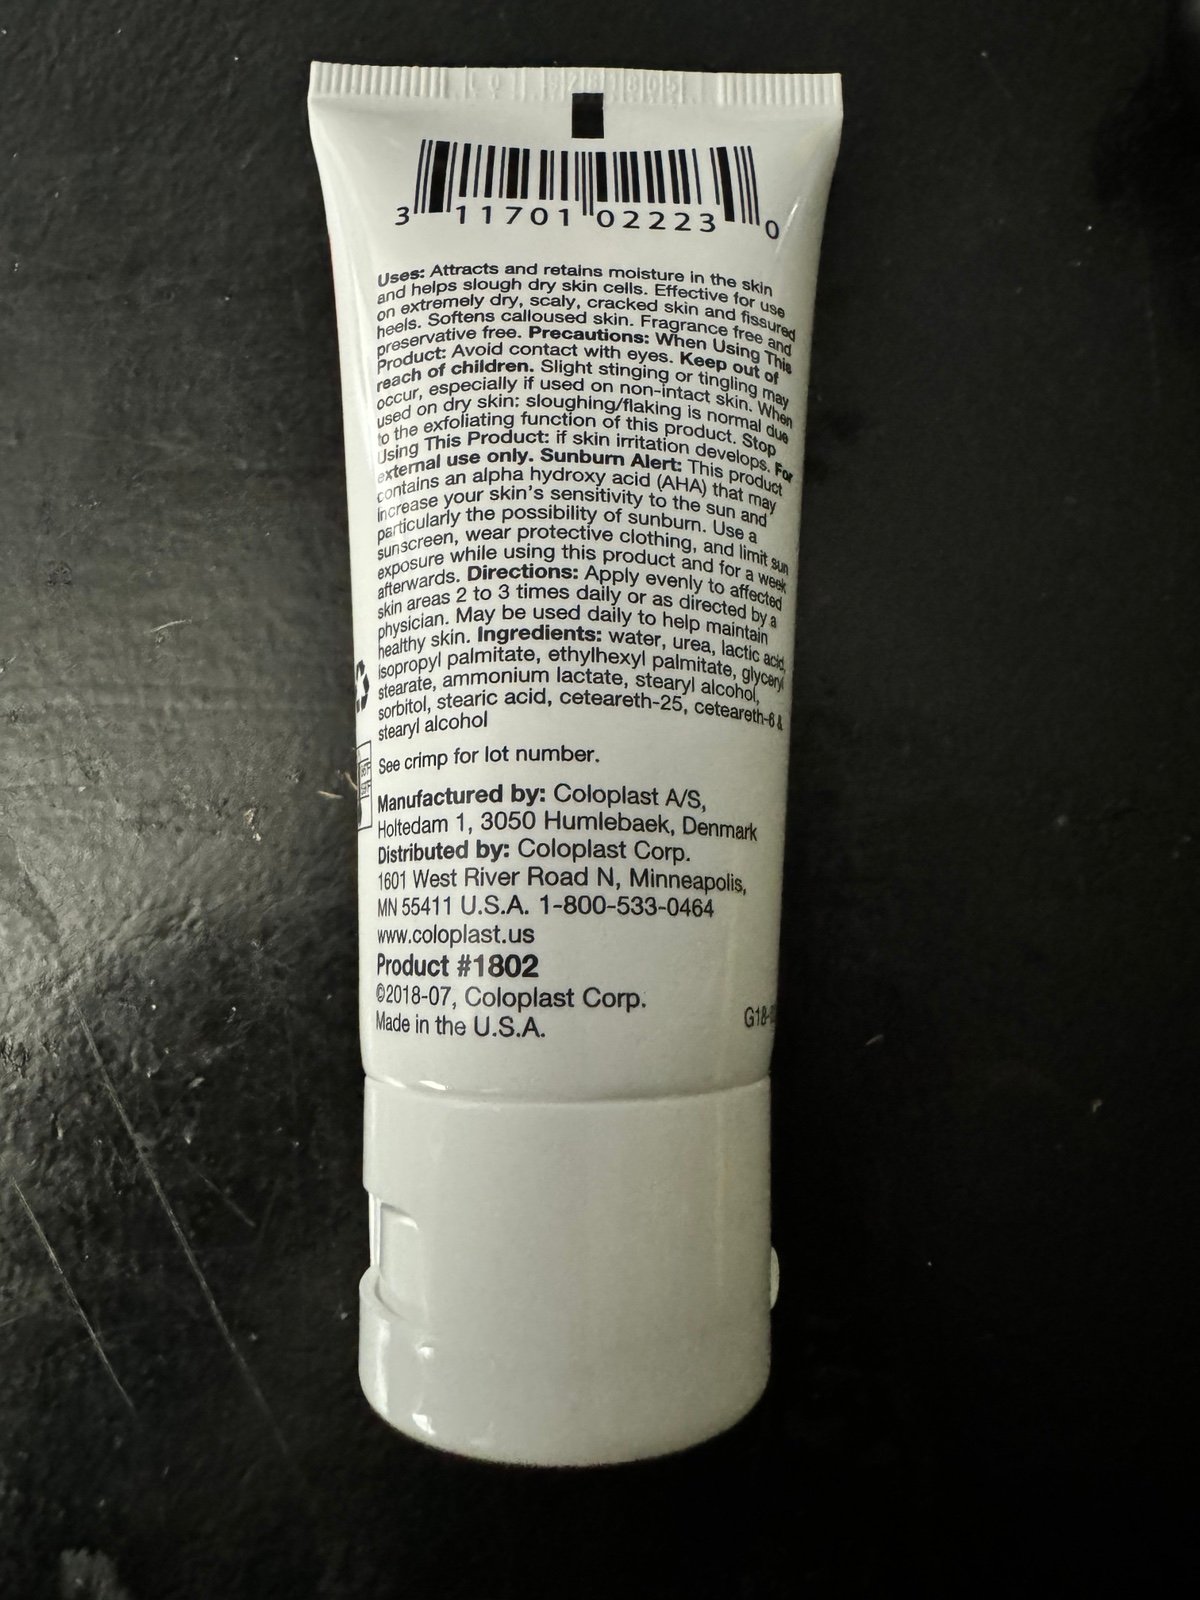 3 11701 02223 0
Uses: Attracts and retains moisture in the skin
and helps slough dry skin cells. Effective for use
on extremely dry, scaly, cracked skin and fissured
heels. Softens calloused skin. Fragrance free and
preservative free. Precautions: When Using This
Product: Avoid contact with eyes. Keep out of
reach of children. Slight stinging or tingling may
occur, especially if used on non-intact skin. When
used on dry skin: sloughing/flaking is normal due
to the exfoliating function of this product. Stop
Using This Product: if skin irritation develops. For
external use only. Sunburn Alert: This product
contains an alpha hydroxy acid (AHA) that may
increase your skin's sensitivity to the sun and
particularly the possibility of sunburn. Use a
sunscreen, wear protective clothing, and limit sun
exposure while using this product and for a week
afterwards. Directions: Apply evenly to affected
skin areas 2 to 3 times daily or as directed by a
physician. May be used daily to help maintain
healthy skin. Ingredients: water, urea, lactic acid,
isopropyl palmitate, ethylhexyl palmitate, glyceryl
stearate, ammonium lactate, stearyl alcohol,
sorbitol, stearic acid, ceteareth-25, ceteareth-6 &
stearyl alcohol
See crimp for lot number.
Manufactured by: Coloplast A/S,
Holtedam 1, 3050 Humlebaek, Denmark
Distributed by: Coloplast Corp.
1601 West River Road N, Minneapolis,
MN 55411 U.S.A. 1-800-533-0464
www.coloplast.us
Product #1802
©2018-07, Coloplast Corp.
Made in the U.S.A.